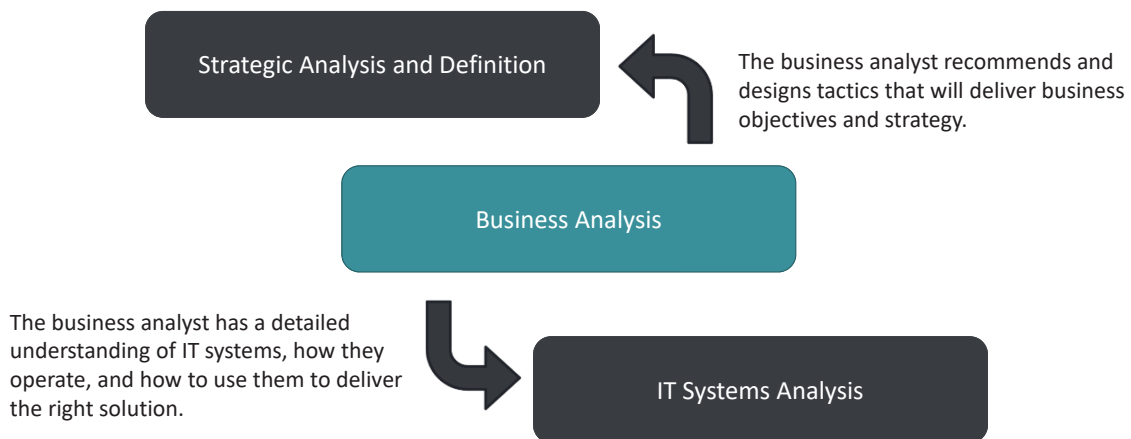 Strategic Analysis and Definition
The business analyst recommends and
designs tactics that will deliver business
objectives and strategy.
Business Analysis
The business analyst has a detailed
understanding of IT systems, how they
operate, and how to use them to deliver
the right solution.
IT Systems Analysis